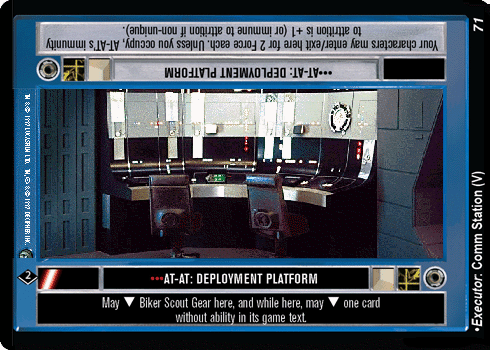 Your characters may enter/exit here for 2 Force each. Unless you occupy, AT-AT's immunity
to attrition is +1 (or immune to attrition if non-unique).
•••AT-AT: DEPLOYMENT PLATFORM
71
•Executor: Comm Station (V)
2
•••AT-AT: DEPLOYMENT PLATFORM
May ▼ Biker Scout Gear here, and while here, may ▼ one card
without ability in its game text.